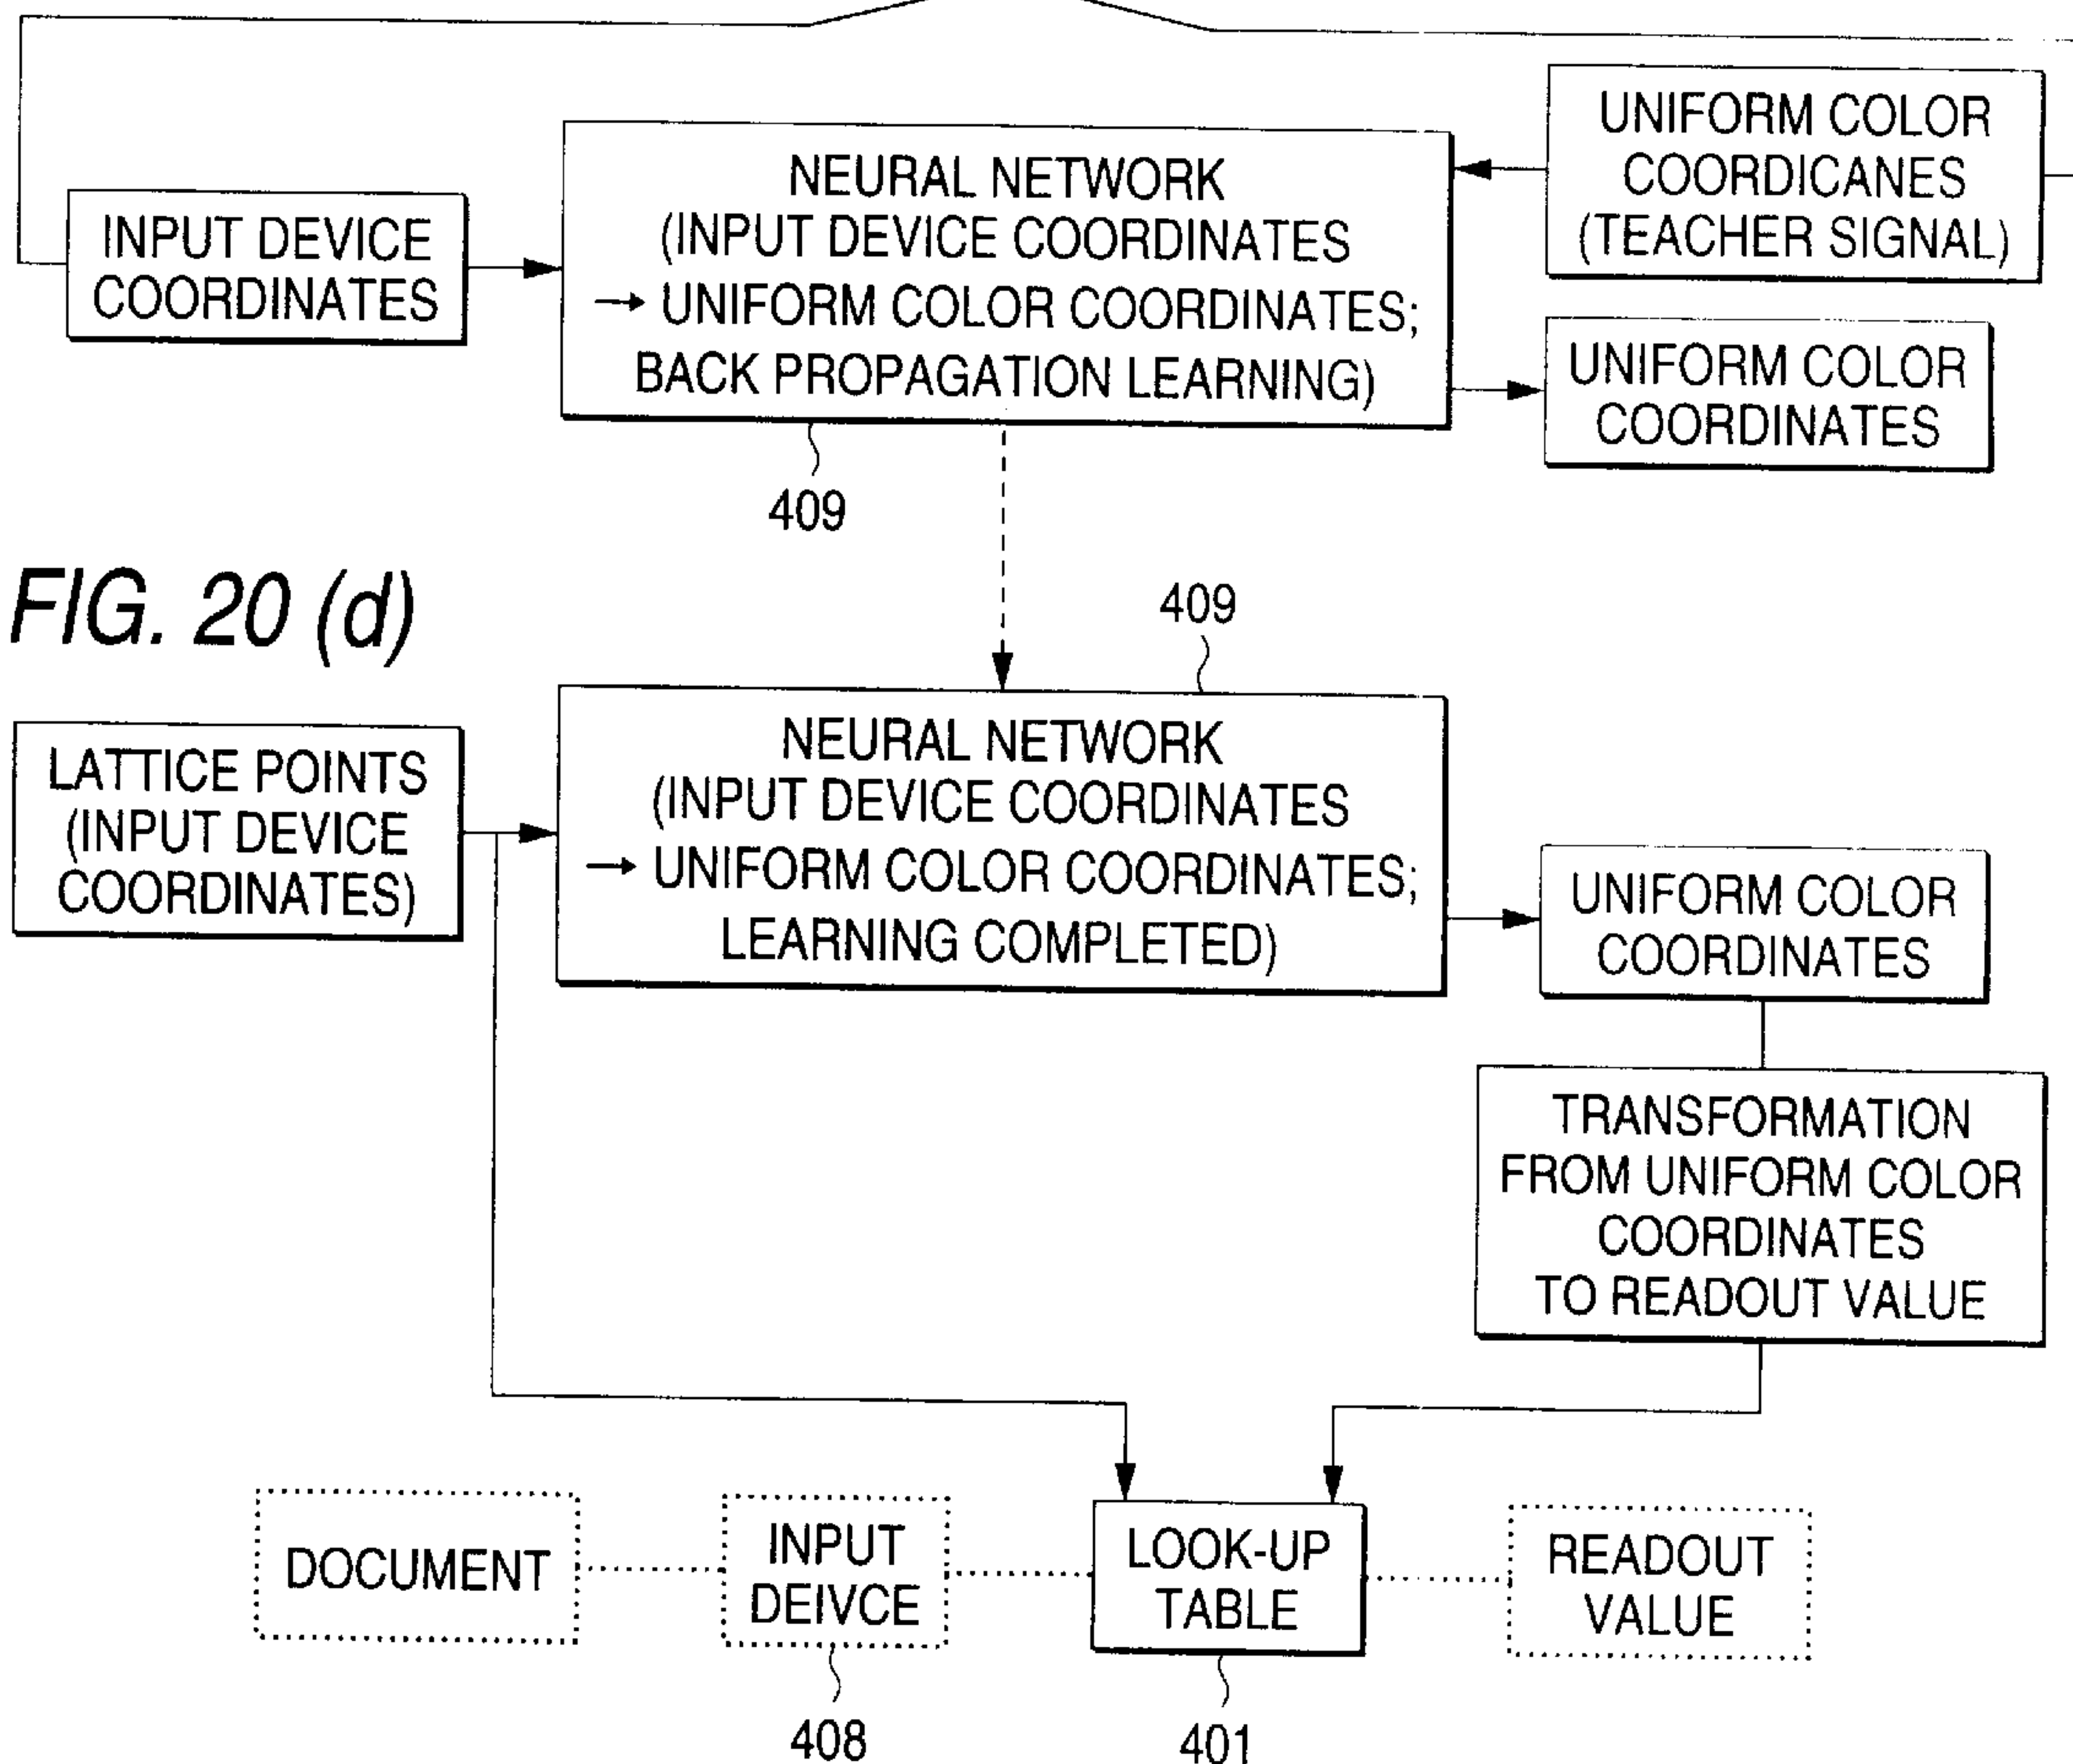 INPUT DEVICE
COORDINATES
NEURAL NETWORK
(INPUT DEVICE COORDINATES
→ UNIFORM COLOR COORDINATES;
BACK PROPAGATION LEARNING)
409
UNIFORM COLOR
COORDICANES
(TEACHER SIGNAL)
UNIFORM COLOR
COORDINATES
FIG. 20 (d)
409
LATTICE POINTS
(INPUT DEVICE
COORDINATES)
NEURAL NETWORK
(INPUT DEVICE COORDINATES
→ UNIFORM COLOR COORDINATES;
LEARNING COMPLETED)
UNIFORM COLOR
COORDINATES
TRANSFORMATION
FROM UNIFORM COLOR
COORDINATES
TO READOUT VALUE
DOCUMENT
INPUT
DEIVCE
408
LOOK-UP
TABLE
401
READOUT
VALUE